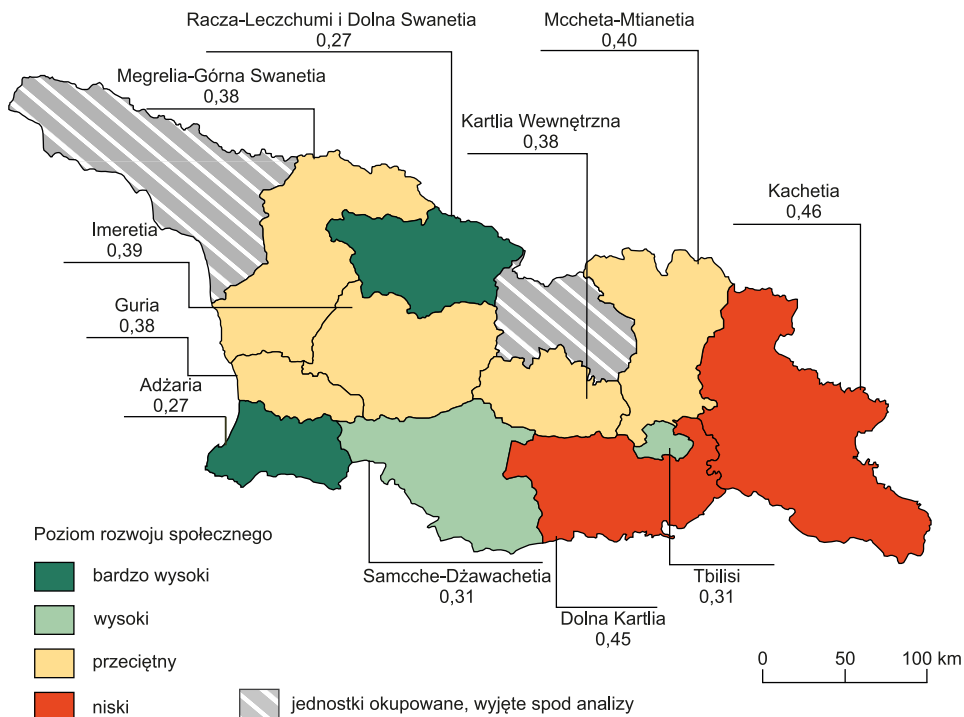 Racza-Leczchumi i Dolna Swanetia
0,27
Mccheta-Mtianetia
0,40
Megrelia-Górna Swanetia
0,38
Kartlia Wewnętrzna
0,38
Kachetia
0,46
Imeretia
0,39
Guria
0,38
Adżaria
0,27
Poziom rozwoju społecznego
bardzo wysoki
wysoki
przeciętny
niski
jednostki okupowane, wyjęte spod analizy
Samcche-Dżawachetia
0,31
Dolna Kartlia
0,45
Tbilisi
0,31
0 50 100 km